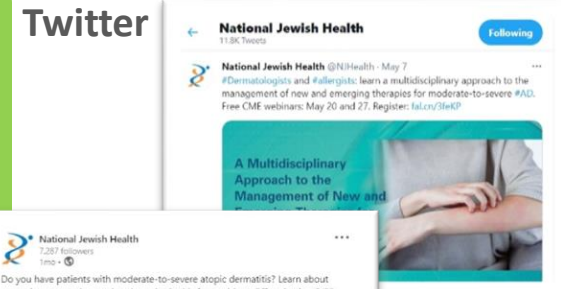 Twitter
National Jewish Health
11.8K Tweets
Following
National Jewish Health @NJHealth · May 7
#Dermatologists and #allergists: learn a multidisciplinary approach to the
management of new and emerging therapies for moderate-to-severe #AD.
Free CME webinars: May 20 and 27. Register: fal.cn/3feKP
A Multidisciplinary
Approach to the
Management of New and
National Jewish Health
7,287 followers
1mo
Do you have patients with moderate-to-severe atopic dermatitis? Learn about